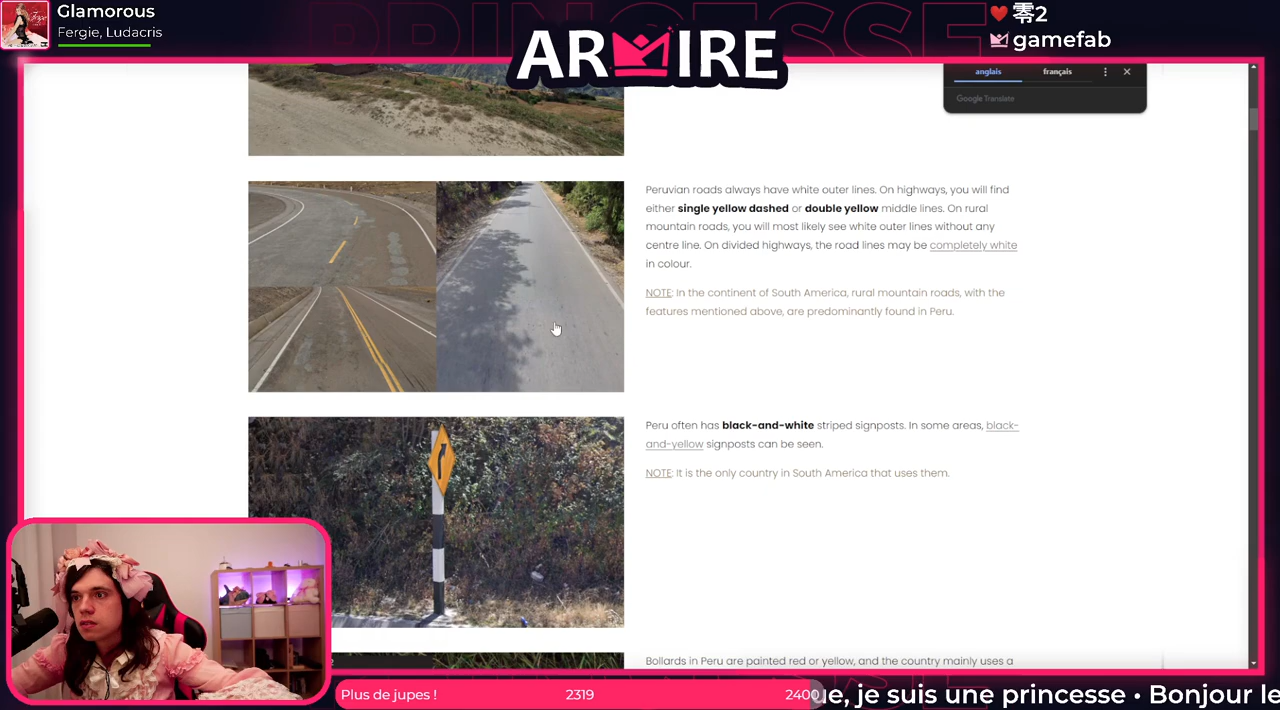 Glamorous
Fergie, Ludacris
PRINCESSE
ARMIRE
零2
gamefab
anglais français
Google Translate
Peruvian roads always have white outer lines. On highways, you will find
either single yellow dashed or double yellow middle lines. On rural
mountain roads, you will most likely see white outer lines without any
centre line. On divided highways, the road lines may be completely white
in colour.
NOTE: In the continent of South America, rural mountain roads, with the
features mentioned above, are predominantly found in Peru.
Peru often has black-and-white striped signposts. In some areas, black-
and-yellow signposts can be seen.
NOTE: It is the only country in South America that uses them.
Bollards in Peru are painted red or yellow, and the country mainly uses a
Plus de jupes ! 2319 2400
ue, je suis une princesse • Bonjour le